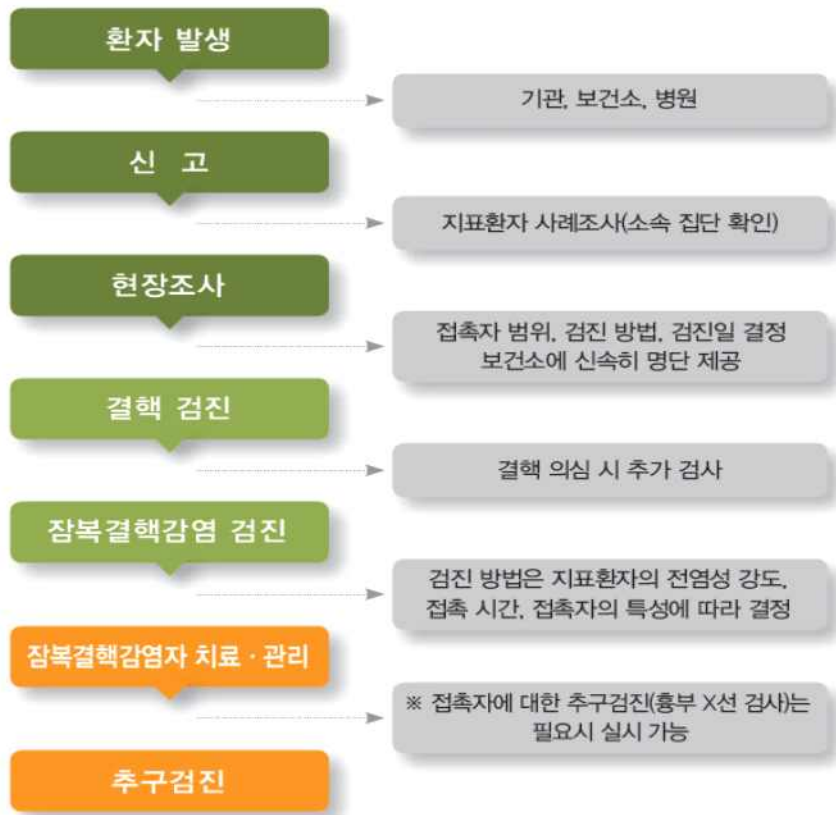 환자 발생
기관, 보건소, 병원
신 고
지표환자 사례조사(소속 집단 확인)
현장조사
접촉자 범위, 검진 방법, 검진일 결정
보건소에 신속히 명단 제공
결핵 검진
결핵 의심 시 추가 검사
잠복결핵감염 검진
검진 방법은 지표환자의 전염성 강도,
접촉 시간, 접촉자의 특성에 따라 결정
잠복결핵감염자 치료 · 관리
※ 접촉자에 대한 추구검진(흉부 X선 검사)는
필요시 실시 가능
추구검진